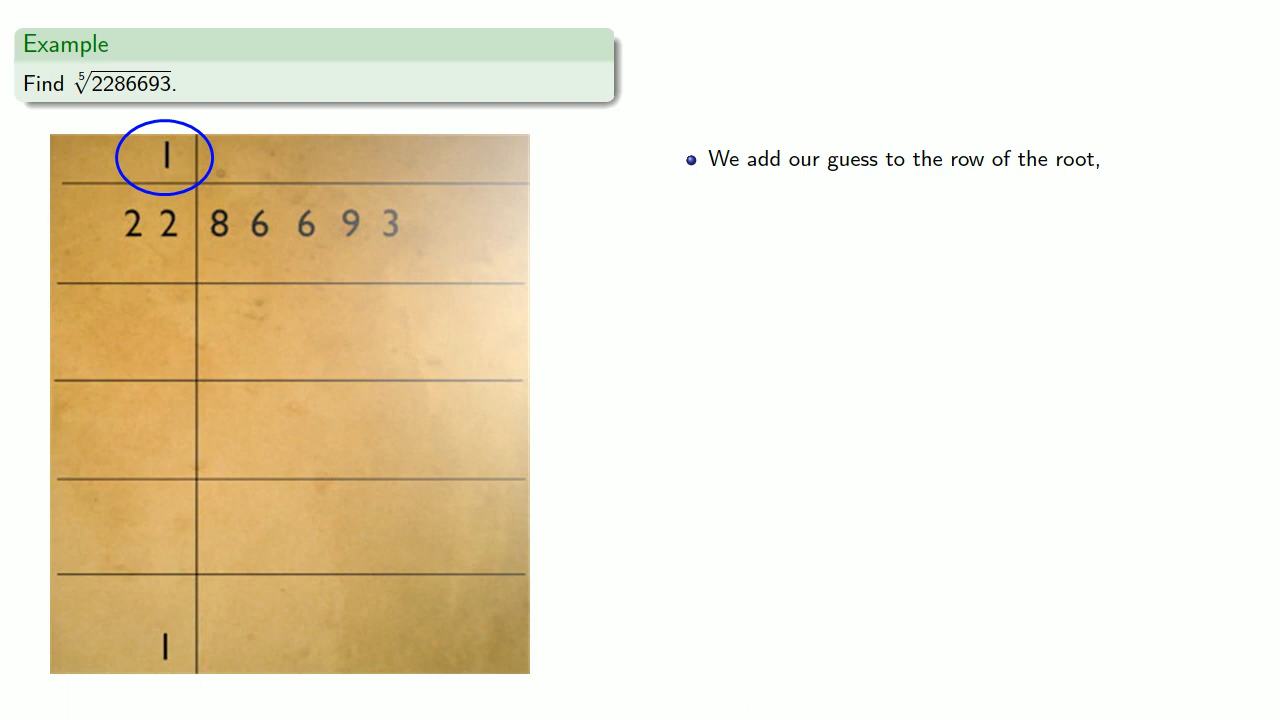 Example
Find ⁵√2286693.
1
2 2 8 6 6 9 3
1
We add our guess to the row of the root,